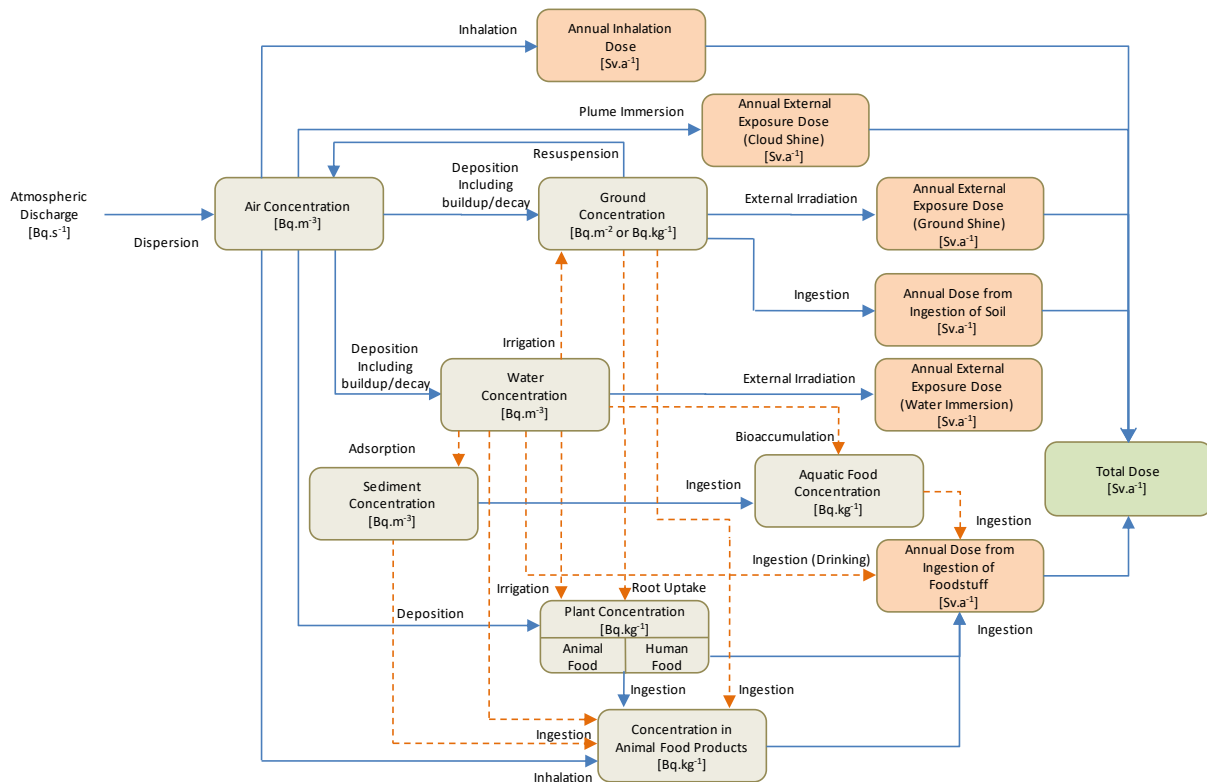 Inhalation
Annual Inhalation
Dose
[Sv.a⁻¹]
Plume Immersion
Annual External
Exposure Dose
(Cloud Shine)
[Sv.a⁻¹]
Resuspension
Atmospheric
Discharge
[Bq.s⁻¹]
Dispersion
Air Concentration
[Bq.m⁻³]
Deposition
Including
buildup/decay
Ground
Concentration
[Bq.m⁻² or Bq.kg⁻¹]
External Irradiation
Annual External
Exposure Dose
(Ground Shine)
[Sv.a⁻¹]
Ingestion
Annual Dose from
Ingestion of Soil
[Sv.a⁻¹]
Irrigation
Deposition
Including
buildup/decay
Water
Concentration
[Bq.m⁻³]
External Irradiation
Annual External
Exposure Dose
(Water Immersion)
[Sv.a⁻¹]
Bioaccumulation
Adsorption
Sediment
Concentration
[Bq.m⁻³]
Ingestion
Aquatic Food
Concentration
[Bq.kg⁻¹]
Total Dose
[Sv.a⁻¹]
Ingestion
Ingestion (Drinking)
Annual Dose from
Ingestion of
Foodstuff
[Sv.a⁻¹]
Irrigation
Root Uptake
Deposition
Plant Concentration
[Bq.kg⁻¹]
Animal
Food
Human
Food
Ingestion
Ingestion
Ingestion
Ingestion
Concentration in
Animal Food Products
[Bq.kg⁻¹]
Inhalation